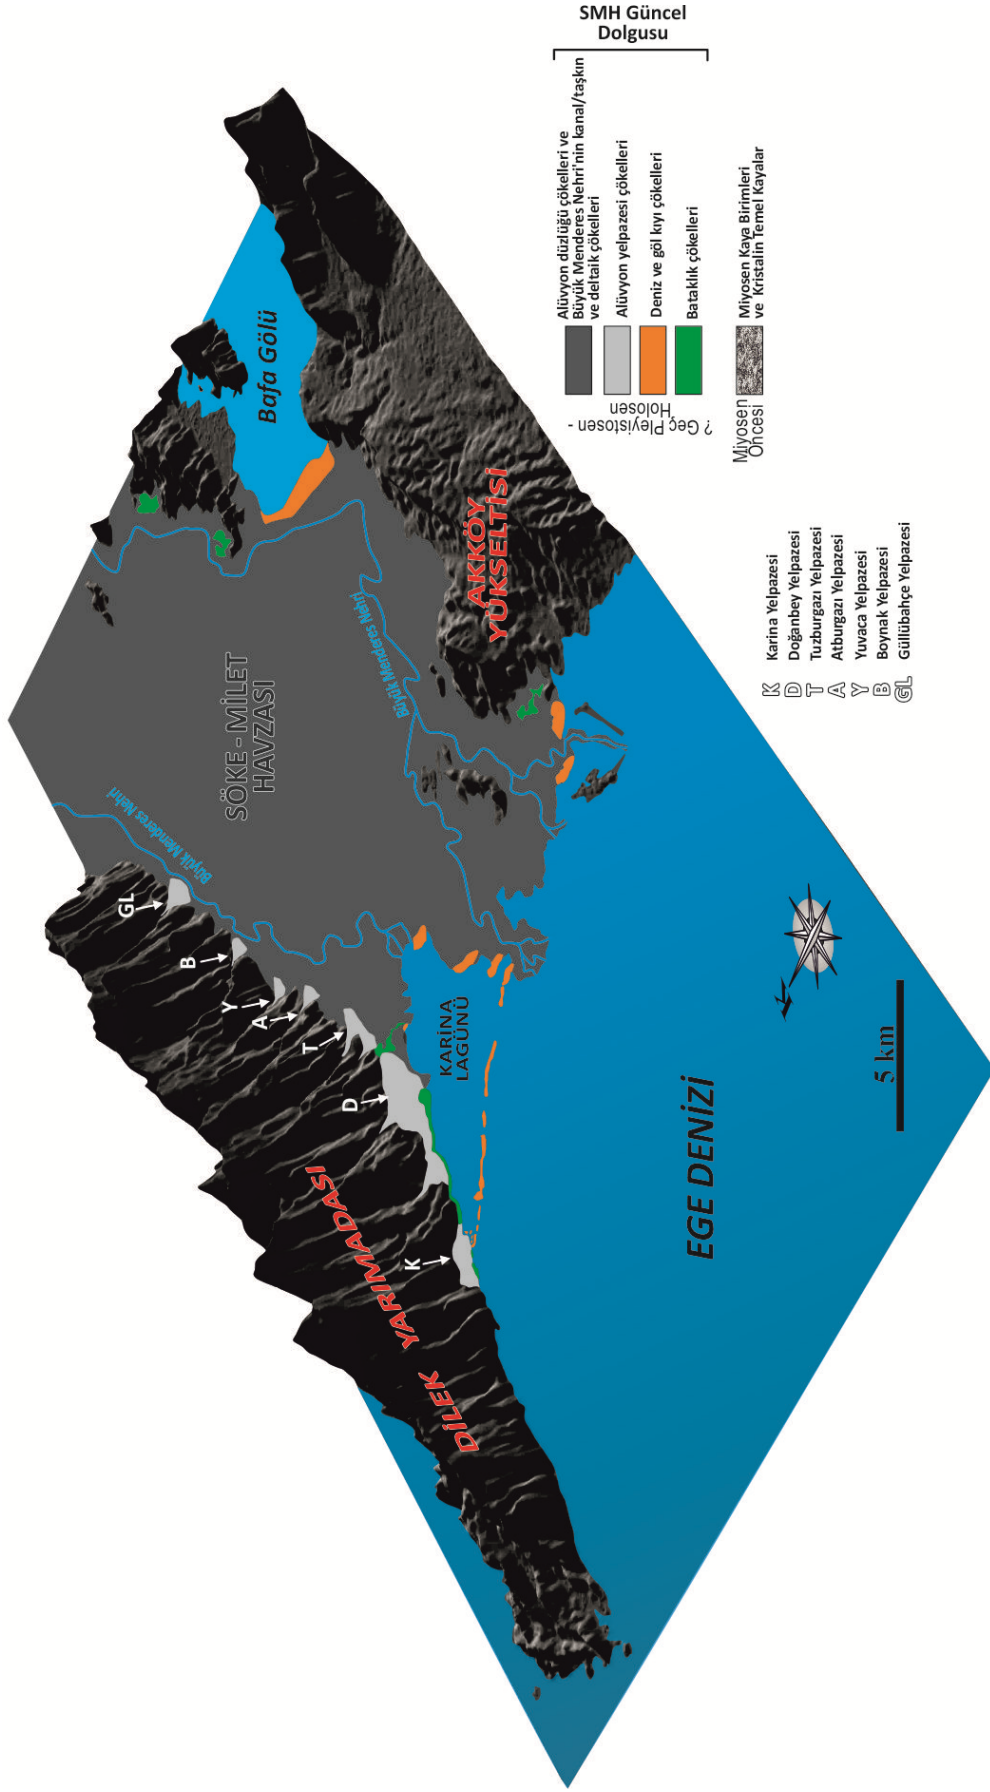 SMH Güncel
Dolgusu
Alüvyon düzlüğü çökelleri ve
Büyük Menderes Nehri'nin kanal/taşkın
ve deltaik çökelleri
Alüvyon yelpazesi çökelleri
Deniz ve göl kıyı çökelleri
Bataklık çökelleri
? Geç Pleyistosen -
Holosen
Miyosen Kaya Birimleri
ve Kristalin Temel Kayalar
Miyosen
Öncesi
Bafa Gölü
AKKÖY
YÜKSELTİSİ
SÖKE - MİLET
HAVZASI
Büyük Menderes Nehri
Büyük Menderes Nehri
GL
B
Y
A
T
D
K
KARİNA
LAGÜNÜ
DİLEK YARIMADASI
EGE DENİZİ
5 km
K Karina Yelpazesi
D Doğanbey Yelpazesi
T Tuzburgazı Yelpazesi
A Atburgazı Yelpazesi
Y Yuvaca Yelpazesi
B Boynak Yelpazesi
GL Güllübahçe Yelpazesi